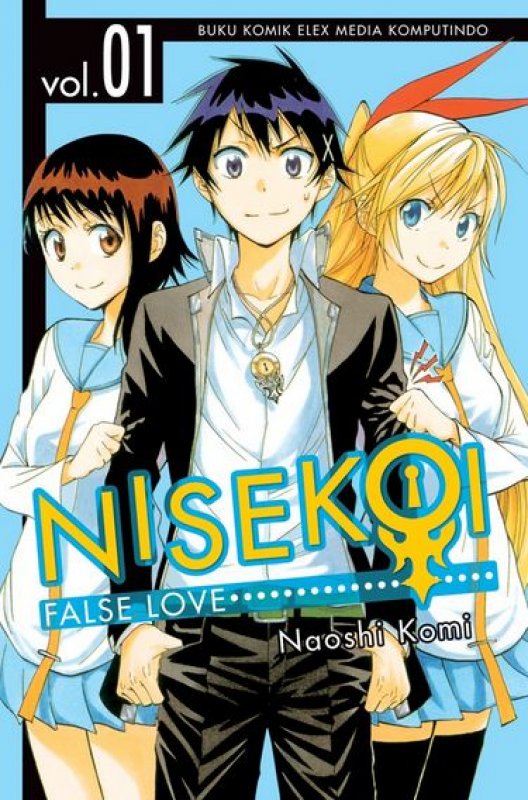 BUKU KOMIK ELEX MEDIA KOMPUTINDO
vol.01
NISEKOI
FALSE LOVE
Naoshi Komi